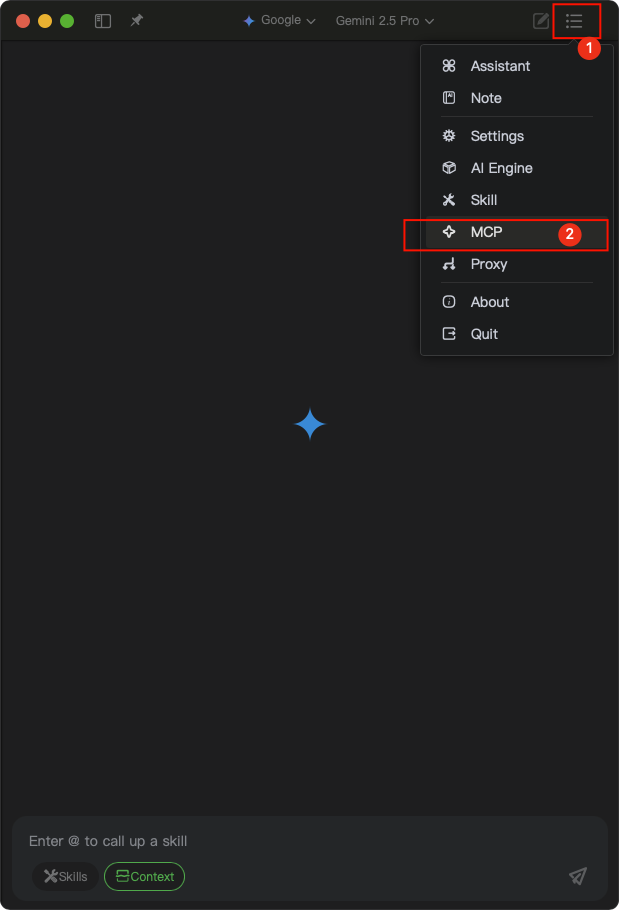 Google
Gemini 2.5 Pro
1
Assistant
Note
Settings
AI Engine
Skill
MCP
2
Proxy
About
Quit
Enter @ to call up a skill
Skills
Context